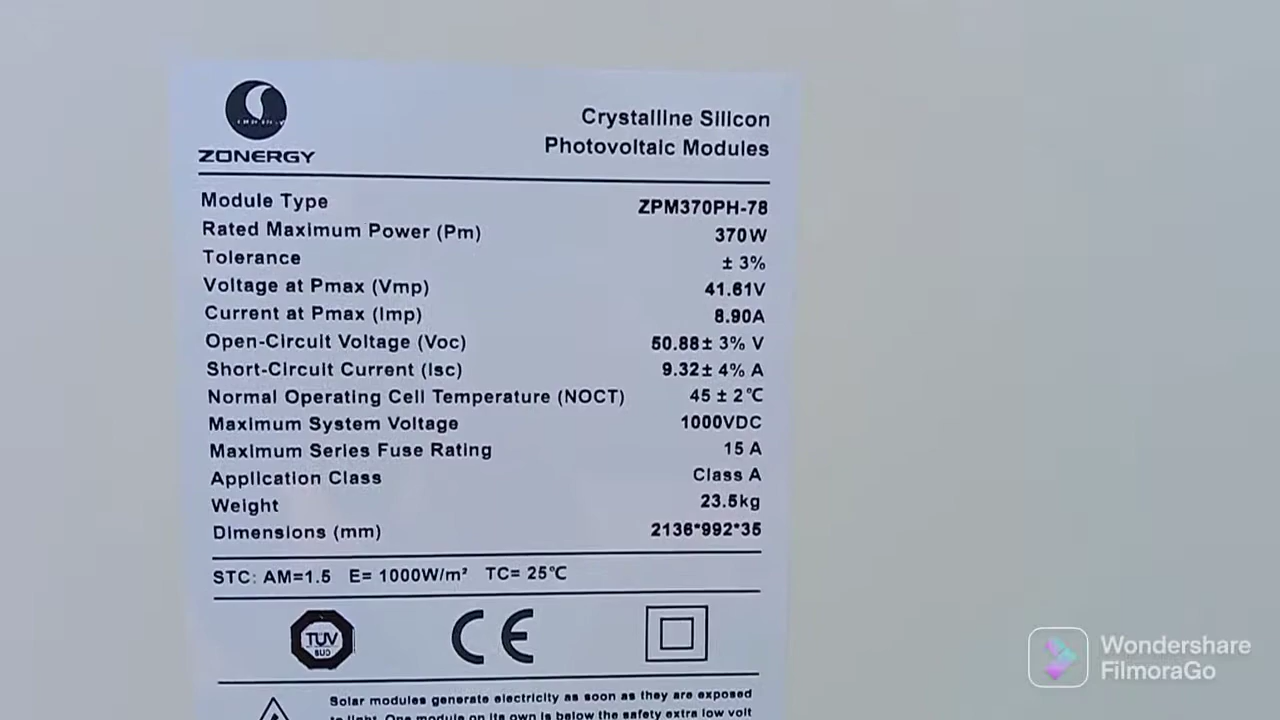 ZONERGY
Crystalline Silicon
Photovoltaic Modules
Module Type ZPM370PH-78
Rated Maximum Power (Pm) 370W
Tolerance ± 3%
Voltage at Pmax (Vmp) 41.61V
Current at Pmax (Imp) 8.90A
Open-Circuit Voltage (Voc) 50.88± 3% V
Short-Circuit Current (Isc) 9.32± 4% A
Normal Operating Cell Temperature (NOCT) 45 ± 2℃
Maximum System Voltage 1000VDC
Maximum Series Fuse Rating 15 A
Application Class Class A
Weight 23.5kg
Dimensions (mm) 2136*992*35
STC: AM=1.5 E= 1000W/m² TC= 25℃
TÜV
SUD
CE
Solar modules generate electricity as soon as they are exposed
to light. One module on its own is below the safety extra low volt
Wondershare
FilmoraGo